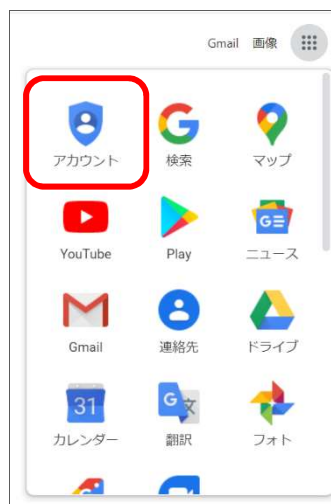 Gmail 画像
アカウント 検索 マップ
G≡
YouTube Play ニュース
Gmail 連絡先 ドライブ
31 G 文
カレンダー 翻訳 フォト